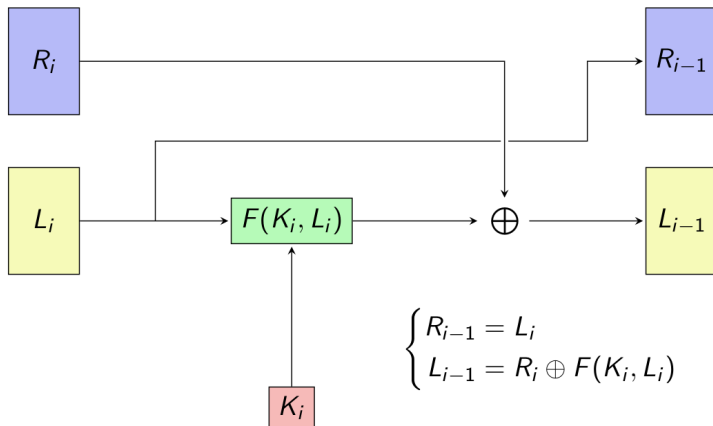 R_i
R_{i−1}
L_i
F(K_i, L_i)
⊕
L_{i−1}
{ R_{i−1} = L_i
L_{i−1} = R_i ⊕ F(K_i, L_i)
K_i